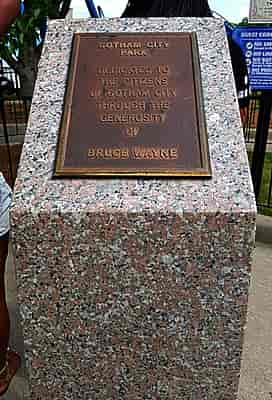 GOTHAM CITY
PARK
DEDICATED TO
THE CITIZENS
OF GOTHAM CITY
THROUGH THE
GENEROSITY
OF
BRUCE WAYNE